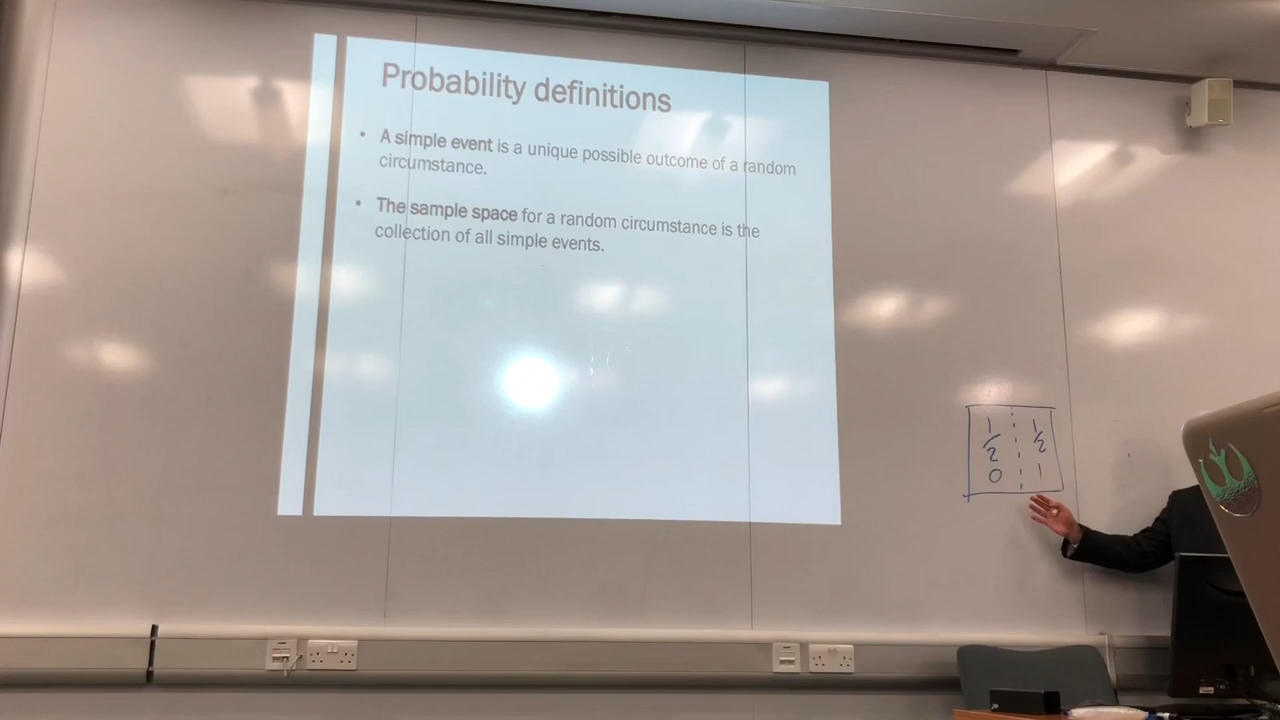 Probability definitions
• A simple event is a unique possible outcome of a random
circumstance.
• The sample space for a random circumstance is the
collection of all simple events.
1/2 1/2
0 1